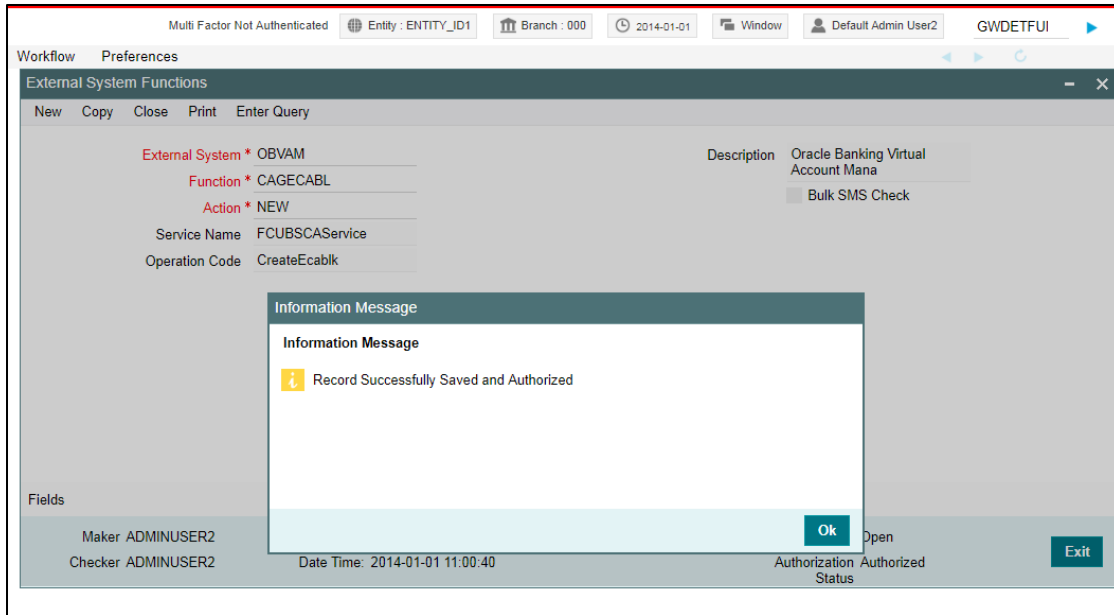 Multi Factor Not Authenticated Entity : ENTITY_ID1 Branch : 000 2014-01-01 Window Default Admin User2 GWDETFUI
Workflow Preferences
External System Functions
New Copy Close Print Enter Query
External System * OBVAM
Function * CAGECABL
Action * NEW
Service Name FCUBSCAService
Operation Code CreateEcablk
Description Oracle Banking Virtual
Account Mana
Bulk SMS Check
Information Message
Information Message
Record Successfully Saved and Authorized
Ok
Fields
Maker ADMINUSER2
Checker ADMINUSER2
Date Time: 2014-01-01 11:00:40
Open
Authorization Authorized
Status
Exit